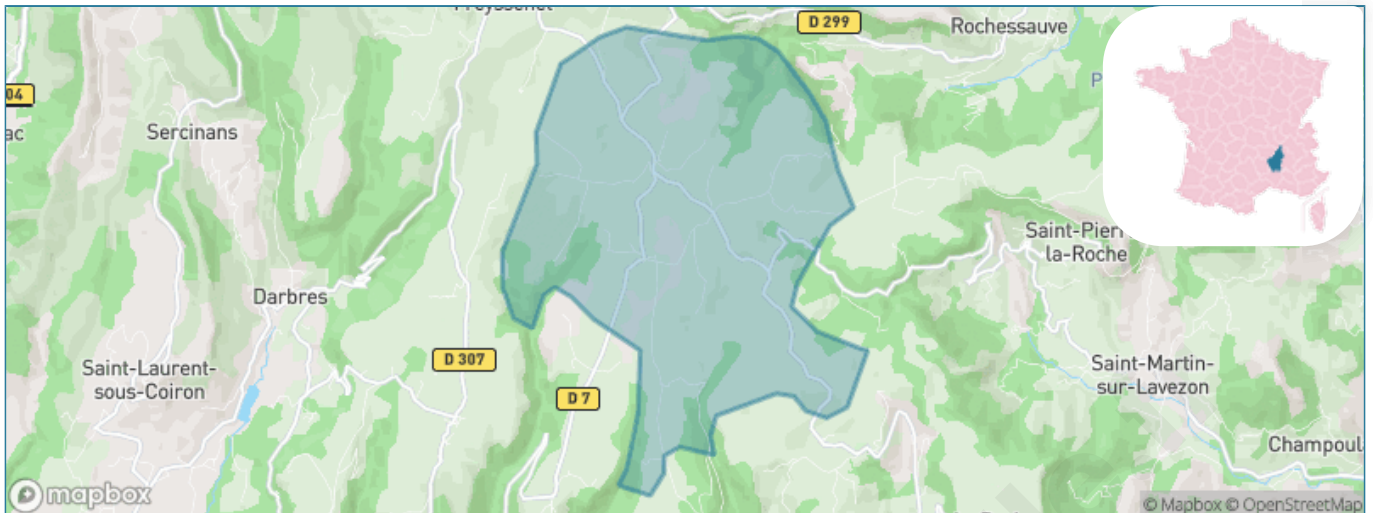 D 299
Rochessauve
04
ac
Sercinans
Saint-Pierr
la-Roche
Darbres
D 307
Saint-Laurent-
sous-Coiron
Saint-Martin-
sur-Lavezon
D 7
Champoul
mapbox
© Mapbox © OpenStreetMap